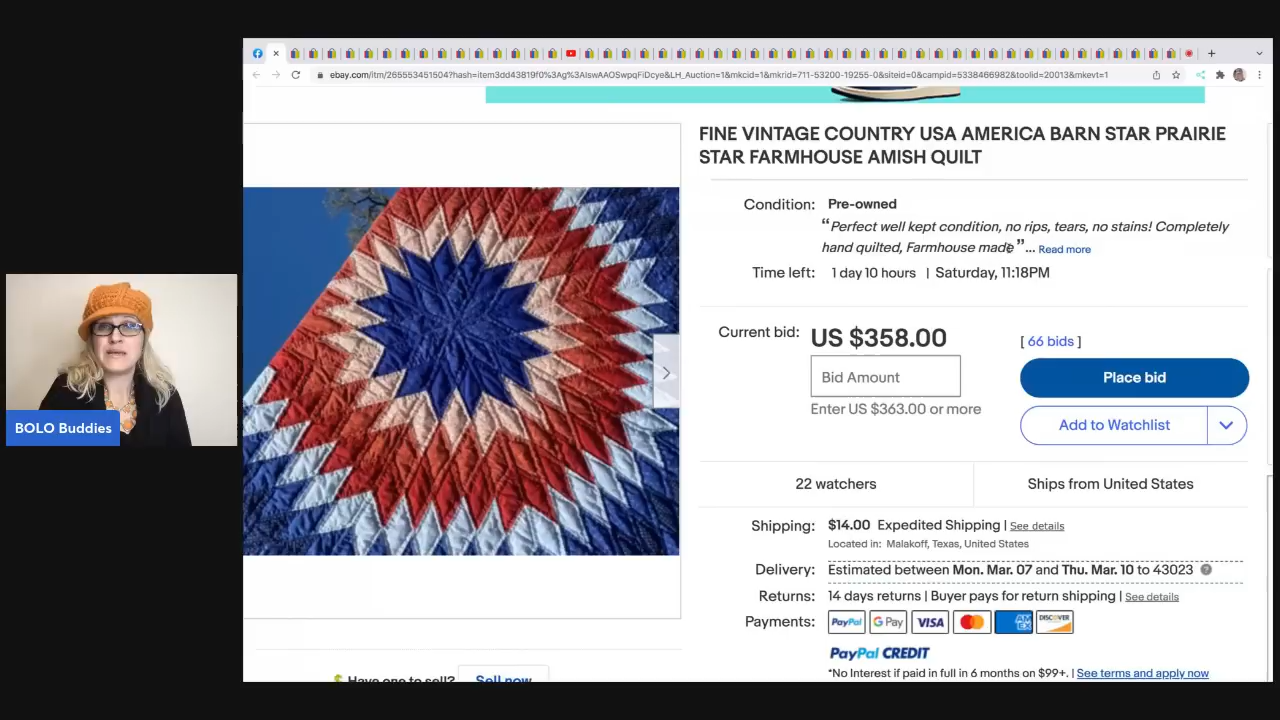 ebay.com/itm/265553451504?hash=item3dd43819f0%3Ag%3AIswAAOSwpqFiDcye&LH_Auction=1&mkcid=1&mkrid=711-53200-19255-0&siteid=0&campid=5338466982&toolid=20013&mkevt=1
FINE VINTAGE COUNTRY USA AMERICA BARN STAR PRAIRIE
STAR FARMHOUSE AMISH QUILT
Condition: Pre-owned
“Perfect well kept condition, no rips, tears, no stains! Completely
hand quilted, Farmhouse made”... Read more
Time left: 1 day 10 hours | Saturday, 11:18PM
Current bid: US $358.00 [ 66 bids ]
Bid Amount Place bid
Enter US $363.00 or more
Add to Watchlist
BOLO Buddies
22 watchers Ships from United States
Shipping: $14.00 Expedited Shipping | See details
Located in: Malakoff, Texas, United States
Delivery: Estimated between Mon. Mar. 07 and Thu. Mar. 10 to 43023
Returns: 14 days returns | Buyer pays for return shipping | See details
Payments: PayPal G Pay VISA AMEX DISCOVER
PayPal CREDIT
*No Interest if paid in full in 6 months on $99+. | See terms and apply now
Have one to sell? Sell now